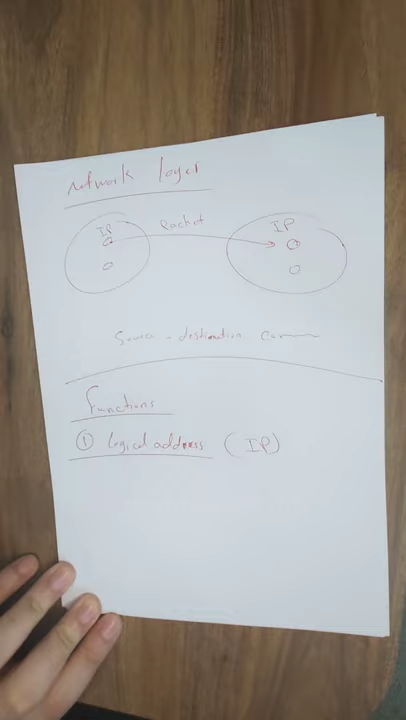 Network layer
IP Packet IP
Source - destination
Functions
① Logical address (IP)